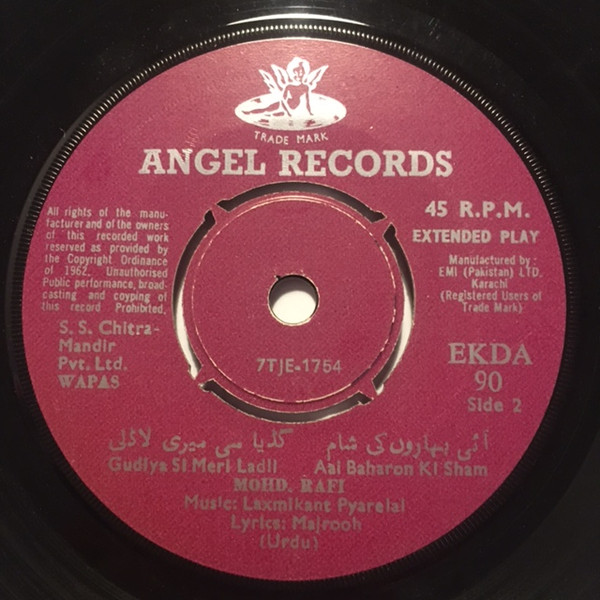 TRADE MARK
ANGEL RECORDS
All rights of the manu-
facturer and of the owners
of this recorded work
reserved as provided by
the Copyright Ordinance
of 1962. Unauthorised
Public performance, broad-
casting and coyping of
this record Prohibited.
45 R.P.M.
EXTENDED PLAY
Manufactured by:
EMI (Pakistan) LTD.
Karachi
(Registered Users of
Trade Mark)
S. S. Chitra-
Mandir
Pvt. Ltd.
WAPAS
7TJE-1754
EKDA
90
Side 2
آئی بہاروں کی شام گڈیا سی میری لاڈلی
Gudiya Si Meri Ladli Aai Baharon Ki Sham
MOHD. RAFI
Music: Laxmikant Pyarelal
Lyrics: Majrooh
(Urdu)